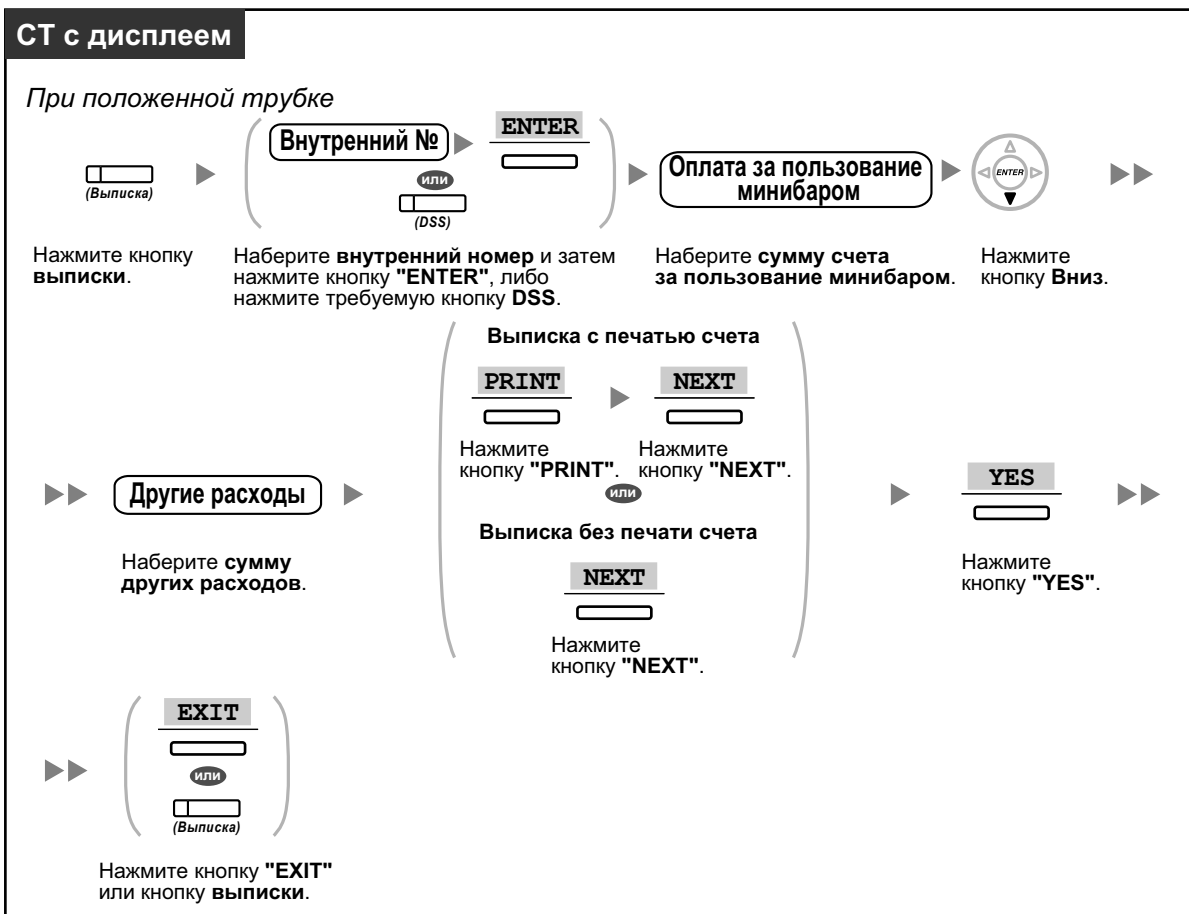 СТ с дисплеем
При положенной трубке
(Выписка)
Внутренний №
ENTER
или
(DSS)
Оплата за пользование
минибаром
ENTER
Нажмите кнопку
выписки.
Наберите внутренний номер и затем
нажмите кнопку "ENTER", либо
нажмите требуемую кнопку DSS.
Наберите сумму счета
за пользование минибаром.
Нажмите
кнопку Вниз.
Другие расходы
Наберите сумму
других расходов.
Выписка с печатью счета
PRINT
NEXT
Нажмите
кнопку "PRINT".
Нажмите
кнопку "NEXT".
или
Выписка без печати счета
NEXT
Нажмите
кнопку "NEXT".
YES
Нажмите
кнопку "YES".
EXIT
или
(Выписка)
Нажмите кнопку "EXIT"
или кнопку выписки.